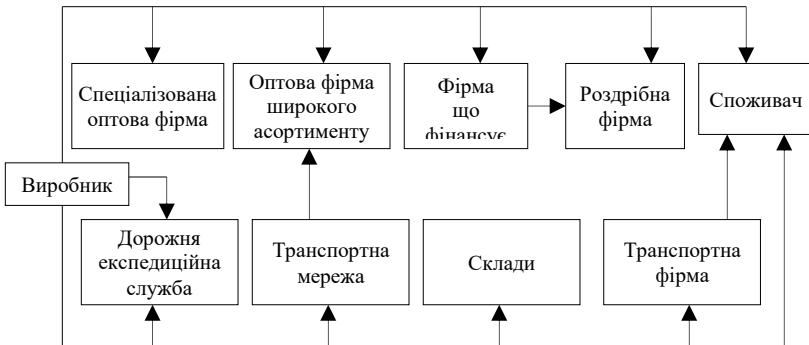 Спеціалізована
оптова фірма
Оптова фірма
широкого
асортименту
Фірма
що
фінансує
Роздрібна
фірма
Споживач
Виробник
Дорожня
експедиційна
служба
Транспортна
мережа
Склади
Транспортна
фірма